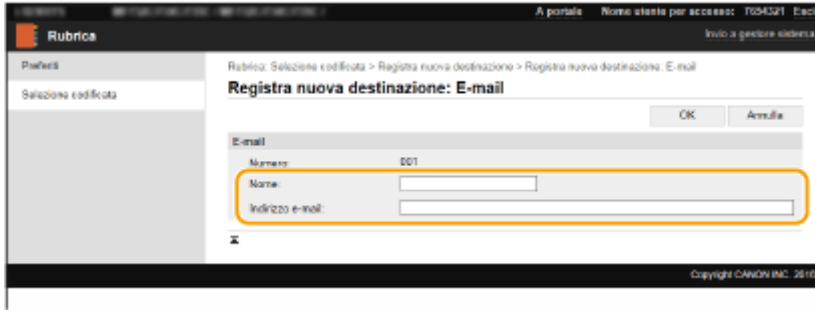 A portale Nome utente per accesso: 7654321 Esci
Rubrica
Invio a gestore sistema
Preferiti
Selezione codificata
Rubrica: Selezione codificata > Registra nuova destinazione > Registra nuova destinazione: E-mail
Registra nuova destinazione: E-mail
OK Annulla
E-mail
Numero: 001
Nome:
Indirizzo e-mail:
Copyright CANON INC. 2016